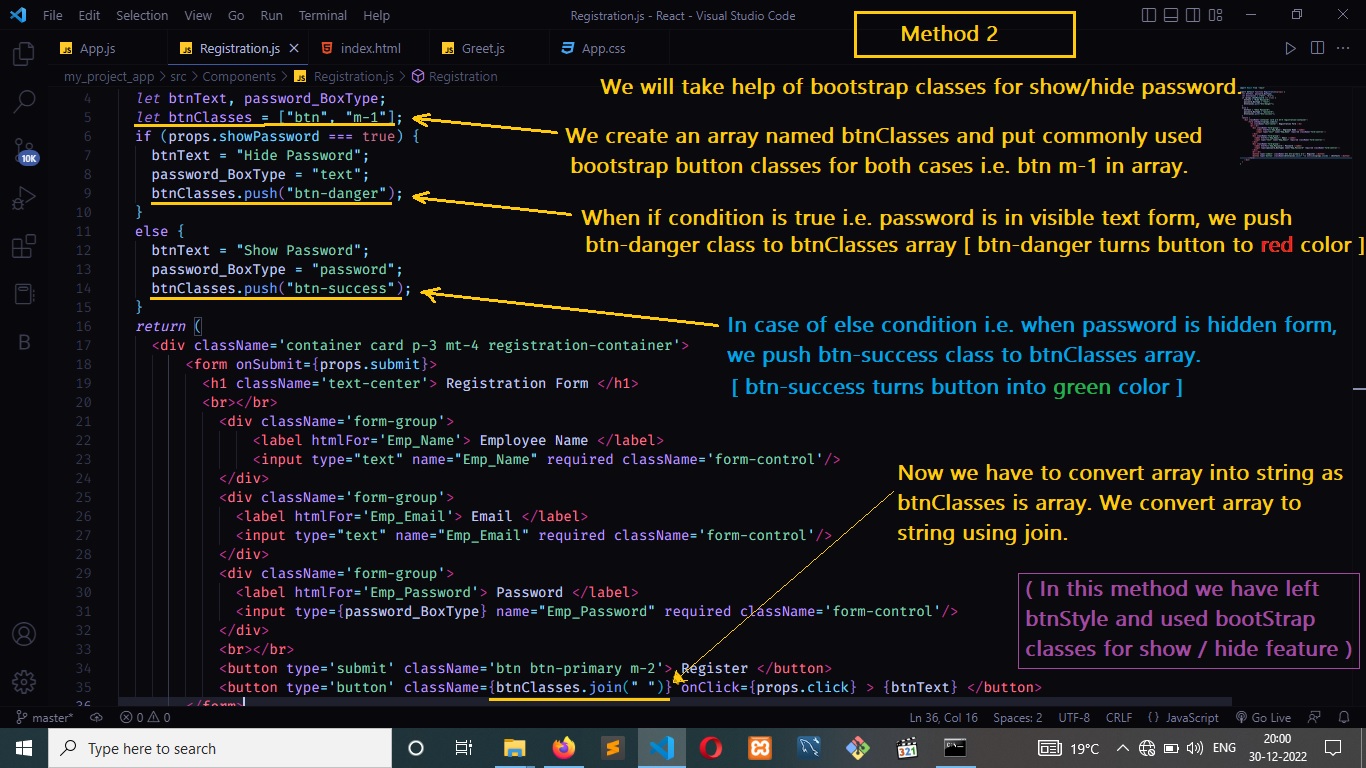 File Edit Selection View Go Run Terminal Help
Registration.js - React - Visual Studio Code
Method 2
App.js
Registration.js
index.html
Greet.js
App.css
my_project_app > src > Components > Registration.js > Registration
We will take help of bootstrap classes for show/hide password.
4 let btnText, password_BoxType;
5 let btnClasses = ["btn", "m-1"];
6 if (props.showPassword === true) {
7 btnText = "Hide Password";
8 password_BoxType = "text";
9 btnClasses.push("btn-danger");
10 }
11 else {
12 btnText = "Show Password";
13 password_BoxType = "password";
14 btnClasses.push("btn-success");
15 }
16 return (
17 <div className='container card p-3 mt-4 registration-container'>
18 <form onSubmit={props.submit}>
19 <h1 className='text-center'> Registration Form </h1>
20 <br></br>
21 <div className='form-group'>
22 <label htmlFor='Emp_Name'> Employee Name </label>
23 <input type="text" name="Emp_Name" required className='form-control'/>
24 </div>
25 <div className='form-group'>
26 <label htmlFor='Emp_Email'> Email </label>
27 <input type="text" name="Emp_Email" required className='form-control'/>
28 </div>
29 <div className='form-group'>
30 <label htmlFor='Emp_Password'> Password </label>
31 <input type={password_BoxType} name="Emp_Password" required className='form-control'/>
32 </div>
33 <br></br>
34 <button type='submit' className='btn btn-primary m-2'> Register </button>
35 <button type='button' className={btnClasses.join(" ")} onClick={props.click} > {btnText} </button>
36 </form>
We create an array named btnClasses and put commonly used
bootstrap button classes for both cases i.e. btn m-1 in array.
When if condition is true i.e. password is in visible text form, we push
btn-danger class to btnClasses array [ btn-danger turns button to red color ]
In case of else condition i.e. when password is hidden form,
we push btn-success class to btnClasses array.
[ btn-success turns button into green color ]
Now we have to convert array into string as
btnClasses is array. We convert array to
string using join.
( In this method we have left
btnStyle and used bootStrap
classes for show / hide feature )
10K
B
master*
0 0
Ln 36, Col 16
Spaces: 2
UTF-8
CRLF
{ } JavaScript
Go Live
Type here to search
321
19°C
ENG
20:00
30-12-2022